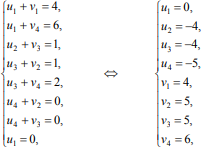 u₁ + v₁ = 4,
u₁ + v₄ = 6,
u₂ + v₃ = 1,
u₃ + v₂ = 1,
u₃ + v₄ = 2,
u₄ + v₂ = 0,
u₄ + v₃ = 0,
u₁ = 0,
⇔
u₁ = 0,
u₂ = −4,
u₃ = −4,
u₄ = −5,
v₁ = 4,
v₂ = 5,
v₃ = 5,
v₄ = 6,